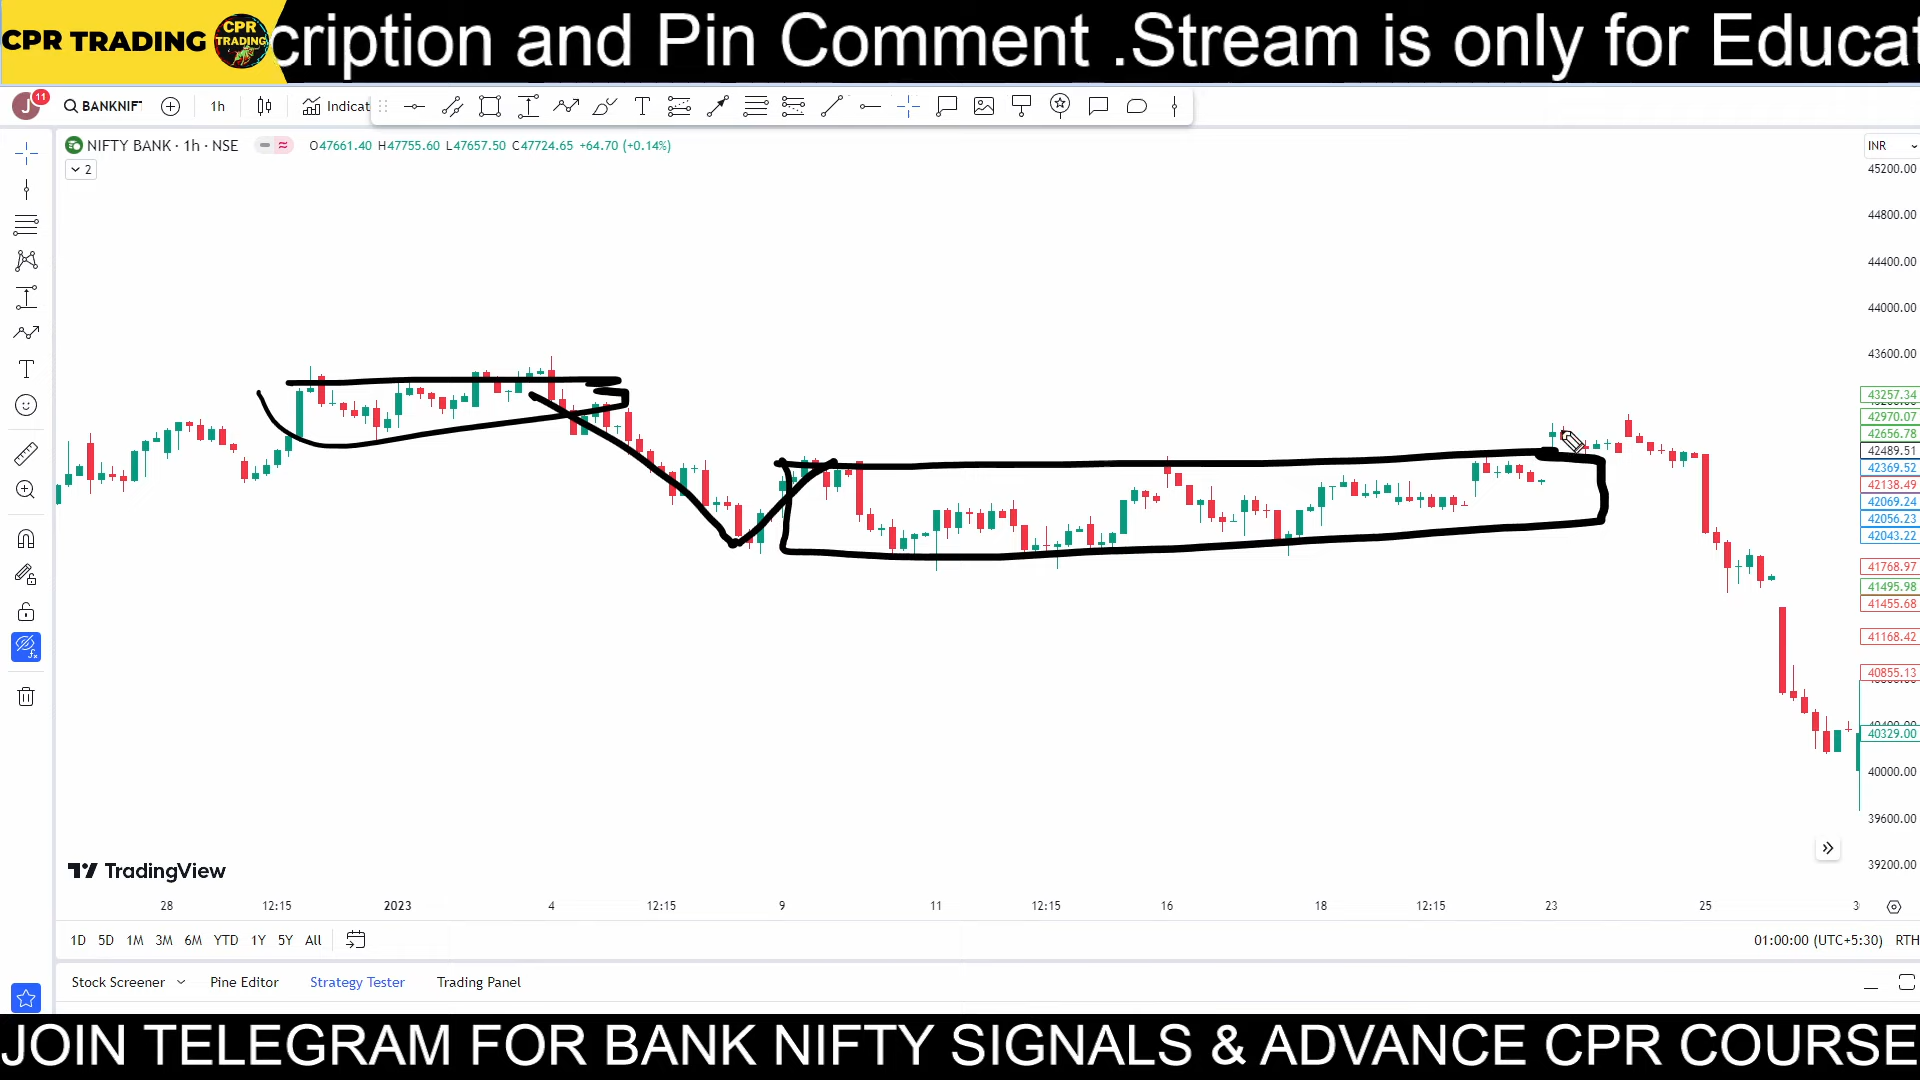 CPR TRADING
CPR
TRADING
cription and Pin Comment .Stream is only for Educat
J
11
BANKNIF
1h
Indicat
NIFTY BANK · 1h · NSE
O47661.40 H47755.60 L47657.50 C47724.65 +64.70 (+0.14%)
2
INR
45200.00
44800.00
44400.00
44000.00
43600.00
43257.34
42970.07
42656.78
42489.51
42369.52
42138.49
42069.24
42056.23
42043.22
41768.97
41495.98
41455.68
41168.42
40855.13
40329.00
40000.00
39600.00
39200.00
TradingView
28 12:15 2023 4 12:15 9 11 12:15 16 18 12:15 23 25 3
1D 5D 1M 3M 6M YTD 1Y 5Y All
01:00:00 (UTC+5:30) RTH
Stock Screener Pine Editor Strategy Tester Trading Panel
JOIN TELEGRAM FOR BANK NIFTY SIGNALS & ADVANCE CPR COURSE